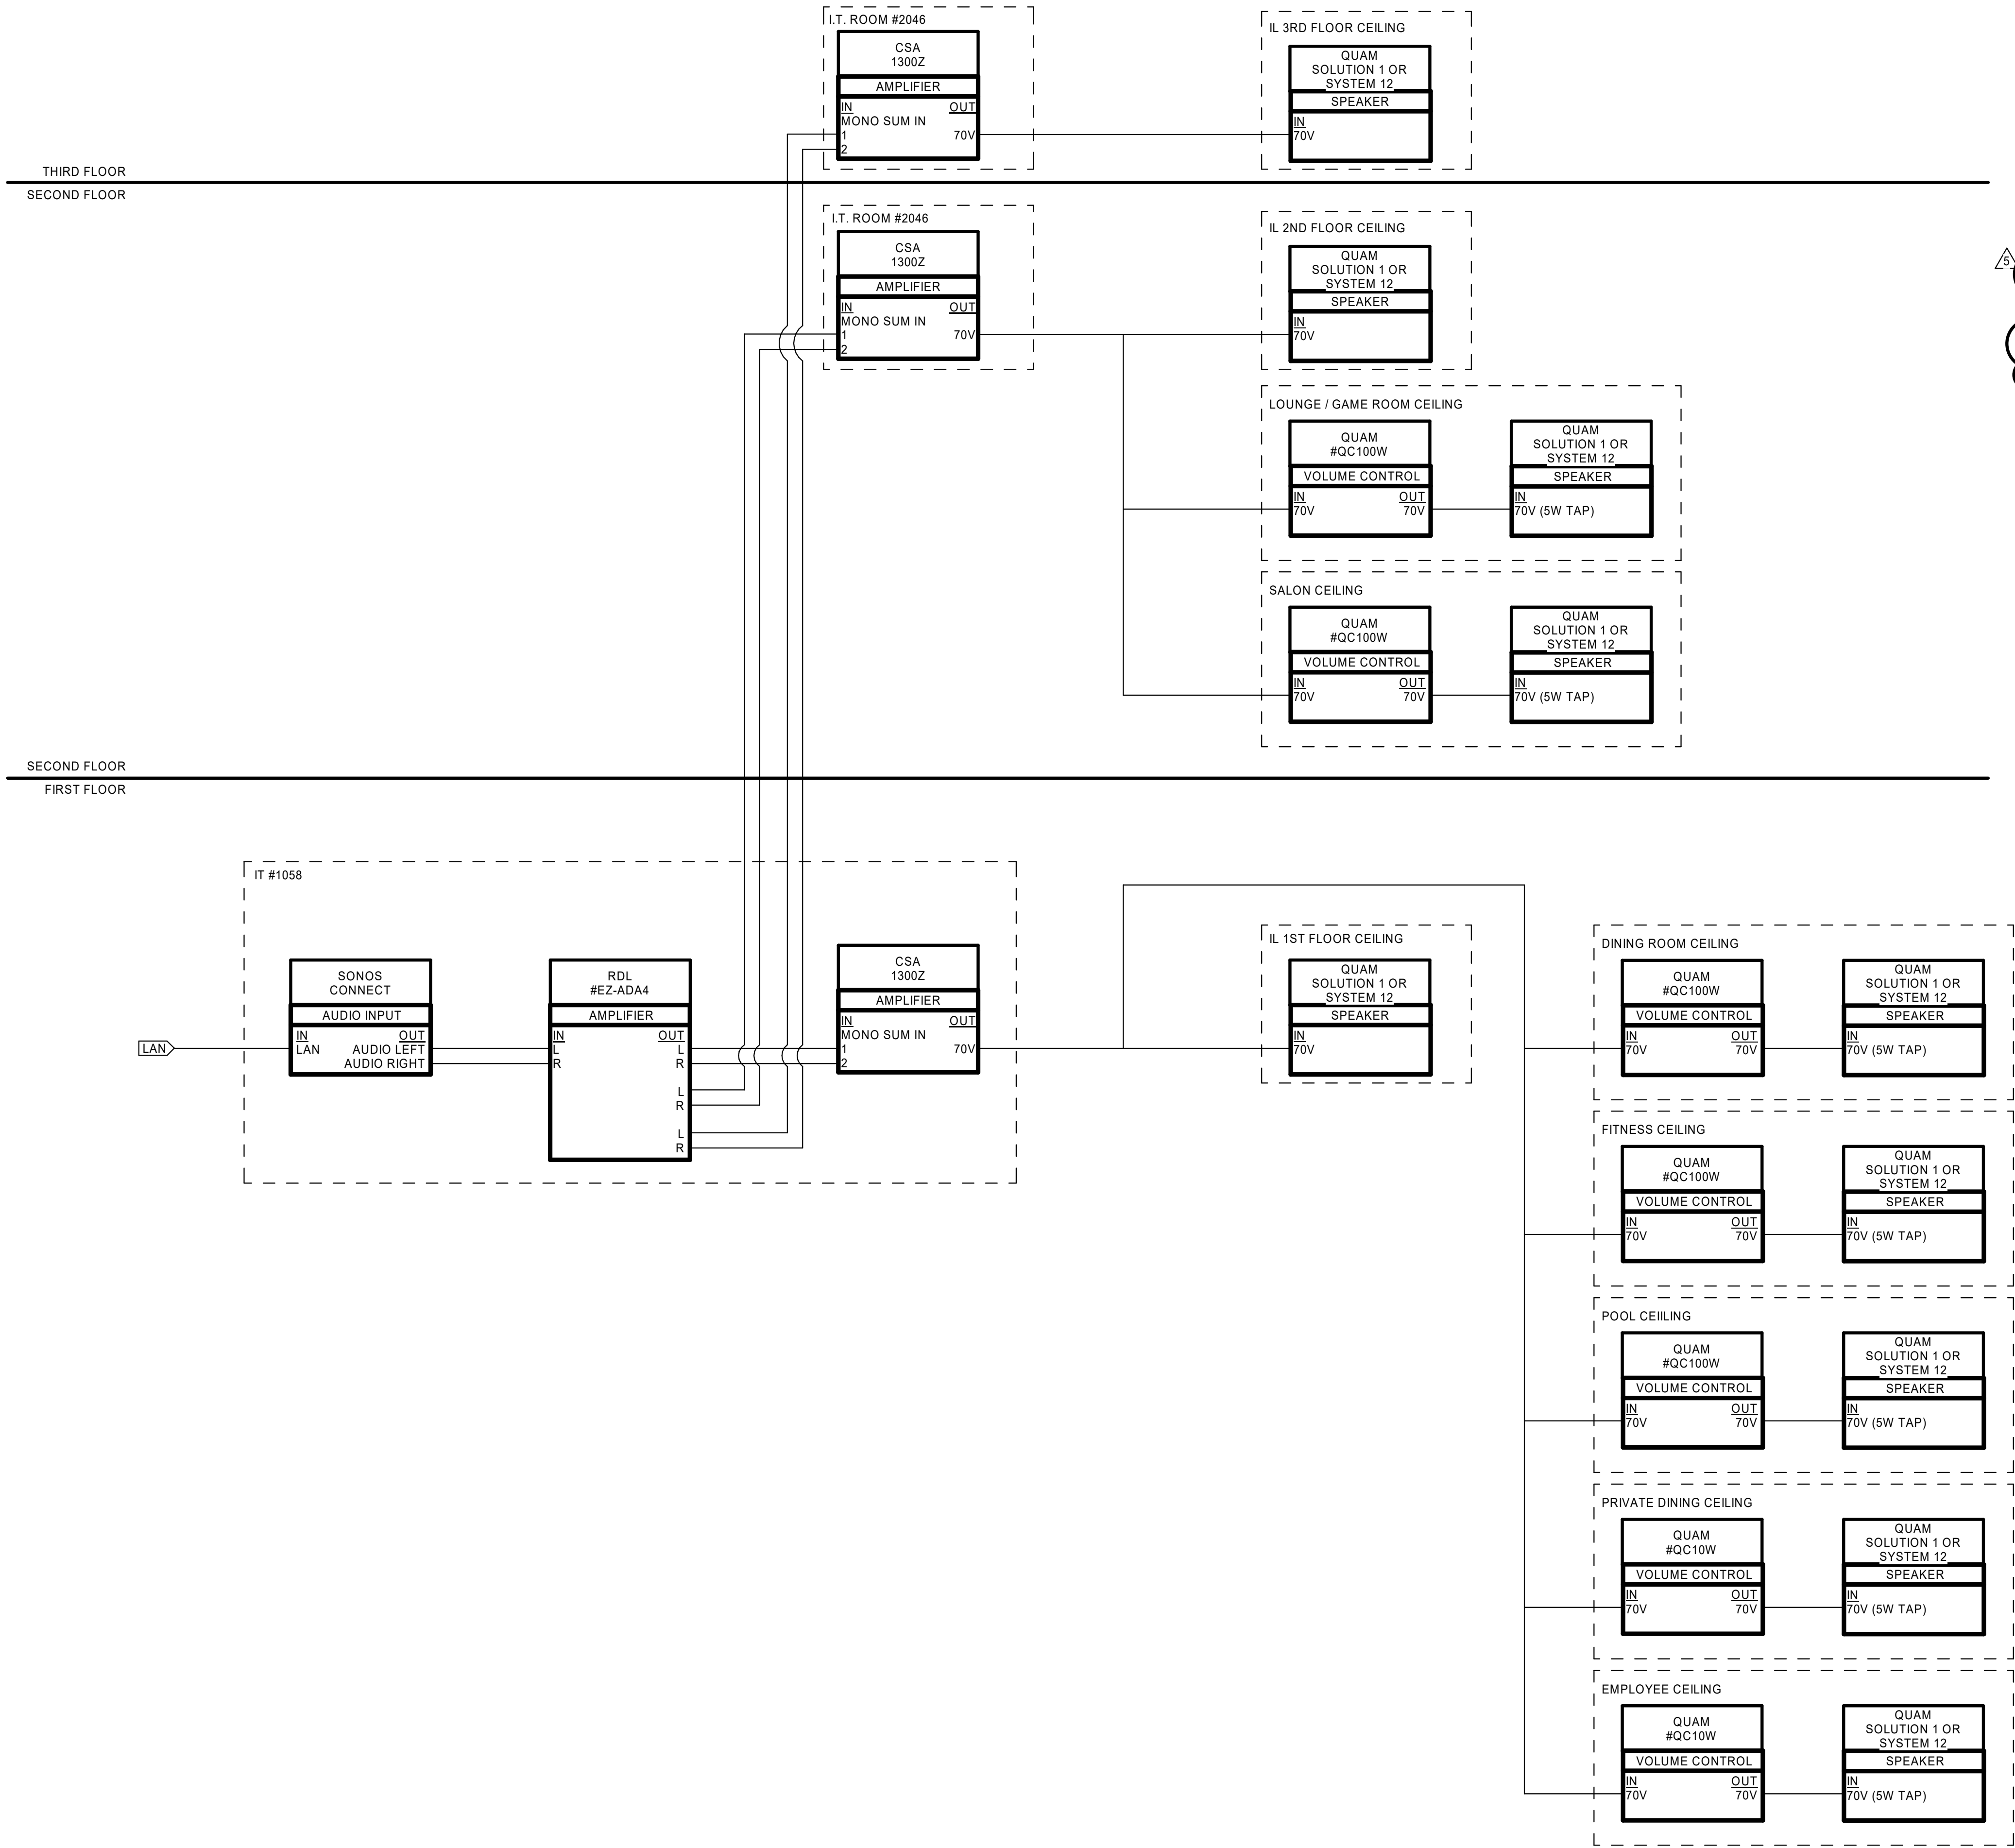 I.T. ROOM #2046
CSA
1300Z
AMPLIFIER
IN OUT
MONO SUM IN
1 70V
2
IL 3RD FLOOR CEILING
QUAM
SOLUTION 1 OR
SYSTEM 12
SPEAKER
IN
70V
THIRD FLOOR
SECOND FLOOR
I.T. ROOM #2046
CSA
1300Z
AMPLIFIER
IN OUT
MONO SUM IN
1 70V
2
IL 2ND FLOOR CEILING
QUAM
SOLUTION 1 OR
SYSTEM 12
SPEAKER
IN
70V
5
LOUNGE / GAME ROOM CEILING
QUAM
#QC100W
VOLUME CONTROL
IN OUT
70V 70V
QUAM
SOLUTION 1 OR
SYSTEM 12
SPEAKER
IN
70V (5W TAP)
SALON CEILING
QUAM
#QC100W
VOLUME CONTROL
IN OUT
70V 70V
QUAM
SOLUTION 1 OR
SYSTEM 12
SPEAKER
IN
70V (5W TAP)
SECOND FLOOR
FIRST FLOOR
IT #1058
LAN
SONOS
CONNECT
AUDIO INPUT
IN OUT
LAN AUDIO LEFT
AUDIO RIGHT
RDL
#EZ-ADA4
AMPLIFIER
IN OUT
L L
R R
L
R
L
R
CSA
1300Z
AMPLIFIER
IN OUT
MONO SUM IN
1 70V
2
IL 1ST FLOOR CEILING
QUAM
SOLUTION 1 OR
SYSTEM 12
SPEAKER
IN
70V
DINING ROOM CEILING
QUAM
#QC100W
VOLUME CONTROL
IN OUT
70V 70V
QUAM
SOLUTION 1 OR
SYSTEM 12
SPEAKER
IN
70V (5W TAP)
FITNESS CEILING
QUAM
#QC100W
VOLUME CONTROL
IN OUT
70V 70V
QUAM
SOLUTION 1 OR
SYSTEM 12
SPEAKER
IN
70V (5W TAP)
POOL CEIILING
QUAM
#QC100W
VOLUME CONTROL
IN OUT
70V 70V
QUAM
SOLUTION 1 OR
SYSTEM 12
SPEAKER
IN
70V (5W TAP)
PRIVATE DINING CEILING
QUAM
#QC10W
VOLUME CONTROL
IN OUT
70V 70V
QUAM
SOLUTION 1 OR
SYSTEM 12
SPEAKER
IN
70V (5W TAP)
EMPLOYEE CEILING
QUAM
#QC10W
VOLUME CONTROL
IN OUT
70V 70V
QUAM
SOLUTION 1 OR
SYSTEM 12
SPEAKER
IN
70V (5W TAP)